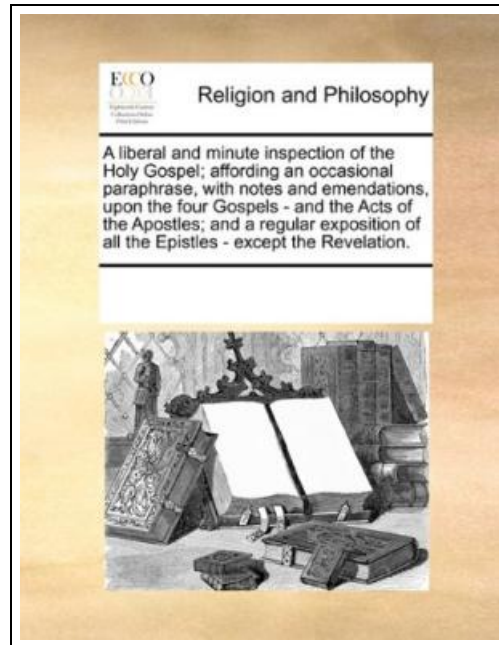 ECCO
Religion and Philosophy
A liberal and minute inspection of the
Holy Gospel; affording an occasional
paraphrase, with notes and emendations,
upon the four Gospels - and the Acts of
the Apostles; and a regular exposition of
all the Epistles - except the Revelation.